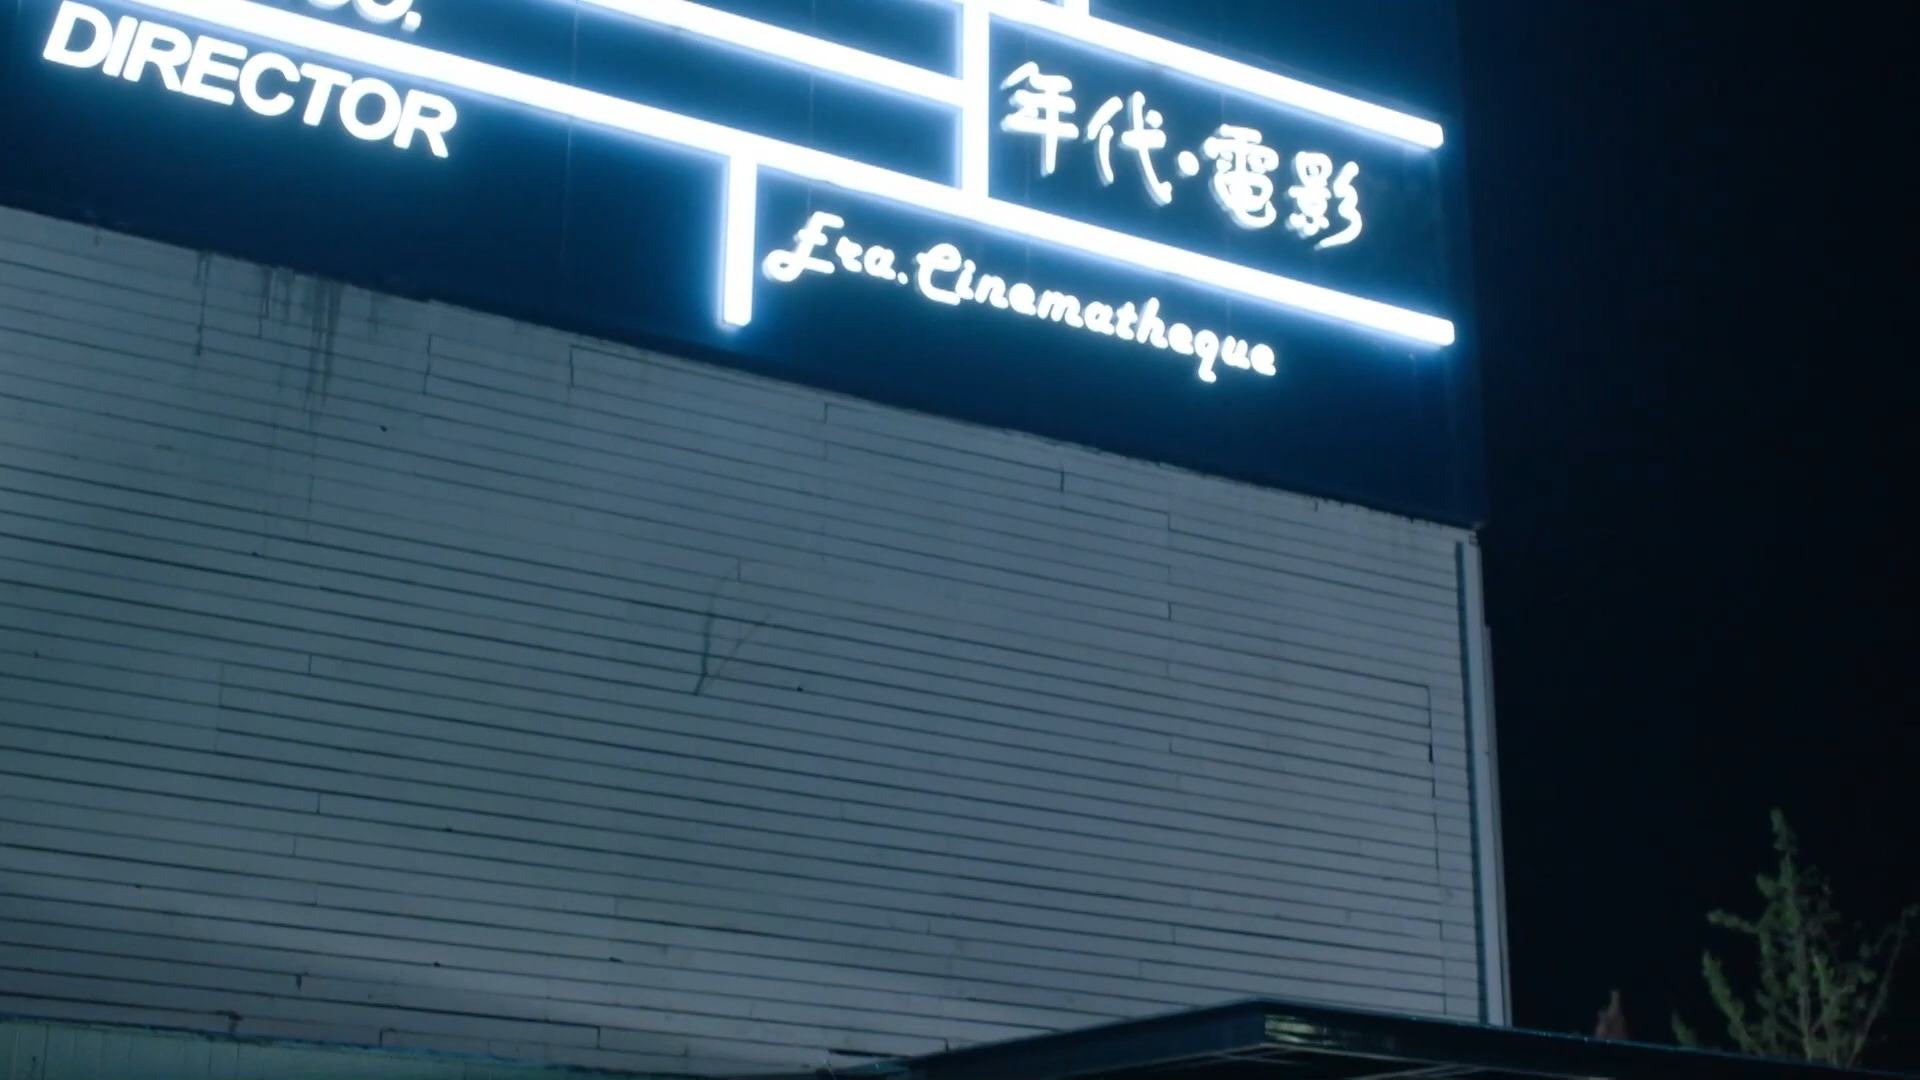 DIRECTOR
年代·電影
Era.Cinematheque